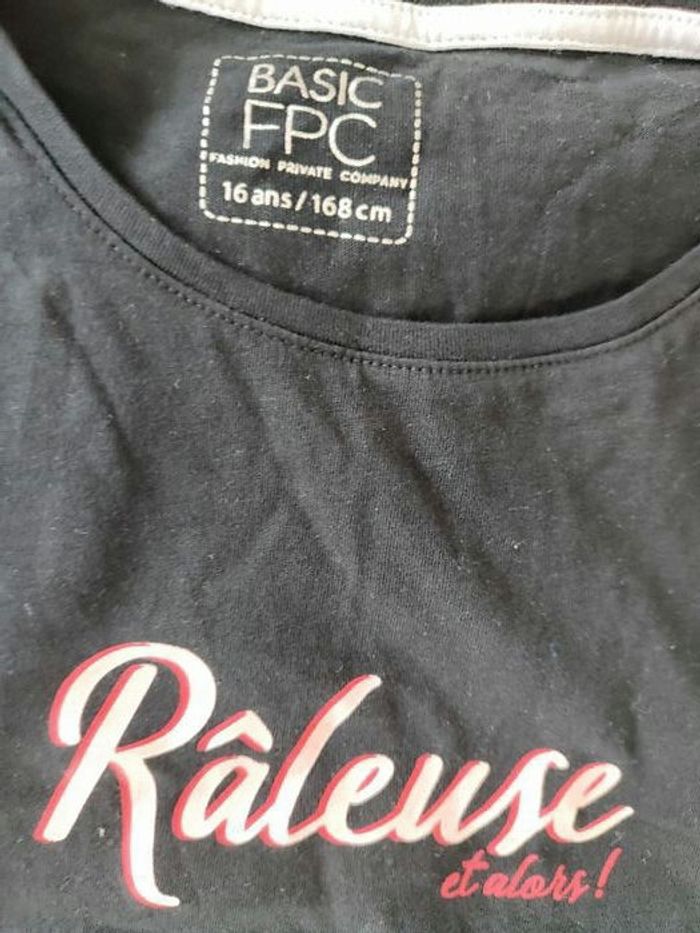 BASIC
FPC
FASHION PRIVATE COMPANY
16 ans / 168 cm
Râleuse
et alors !